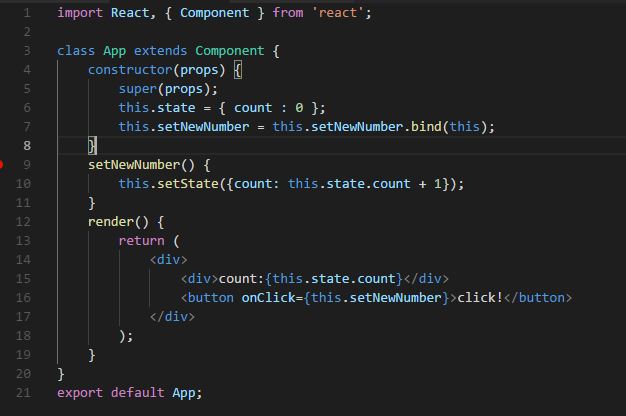 1 import React, { Component } from 'react';
2
3 class App extends Component {
4     constructor(props) {
5         super(props);
6         this.state = { count : 0 };
7         this.setNewNumber = this.setNewNumber.bind(this);
8     }
9     setNewNumber() {
10         this.setState({count: this.state.count + 1});
11     }
12     render() {
13         return (
14             <div>
15                 <div>count:{this.state.count}</div>
16                 <button onClick={this.setNewNumber}>click!</button>
17             </div>
18         );
19     }
20 }
21 export default App;